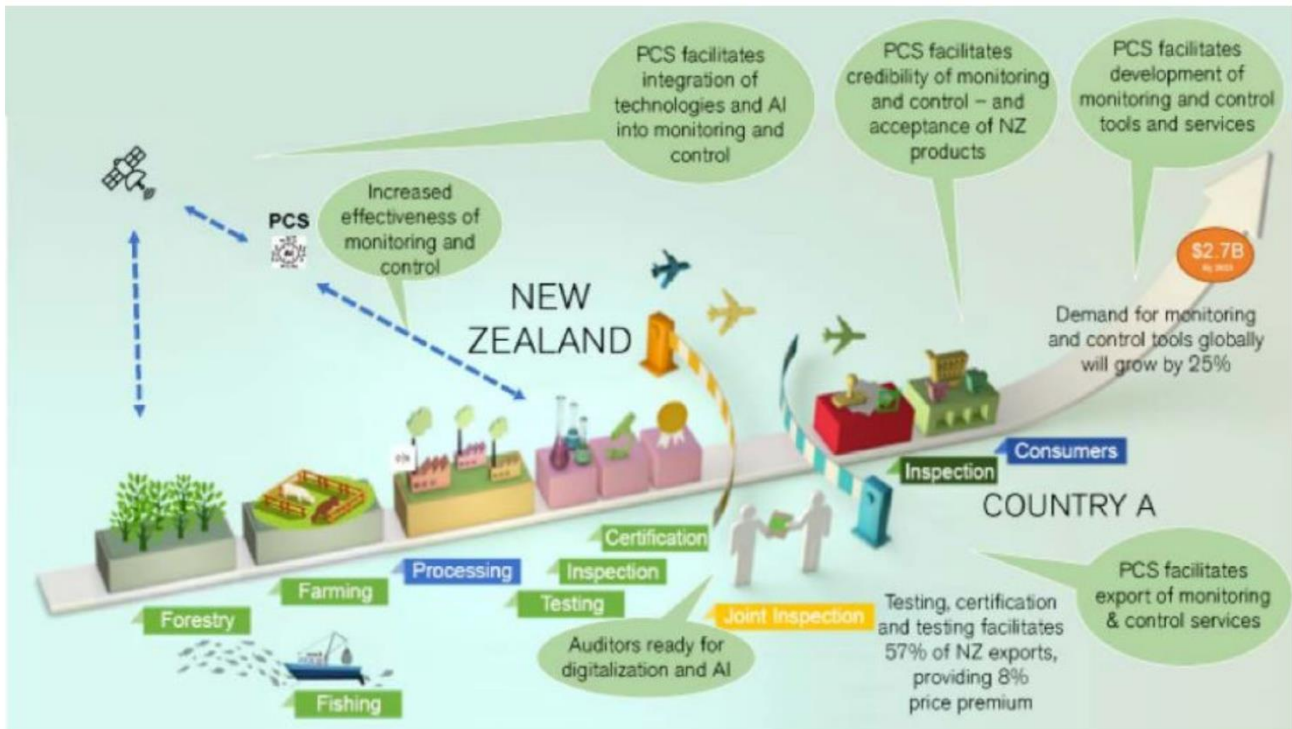 PCS facilitates
integration of
technologies and AI
into monitoring and
control
PCS facilitates
credibility of monitoring
and control – and
acceptance of NZ
products
PCS facilitates
development of
monitoring and control
tools and services
Increased
effectiveness of
monitoring and
control
PCS
NEW
ZEALAND
$2.7B
Demand for monitoring
and control tools globally
will grow by 25%
Consumers
Inspection
COUNTRY A
Certification
Inspection
Testing
Processing
Farming
Forestry
Fishing
Joint Inspection
Auditors ready for
digitalization and AI
Testing, certification
and testing facilitates
57% of NZ exports,
providing 8%
price premium
PCS facilitates
export of monitoring
& control services